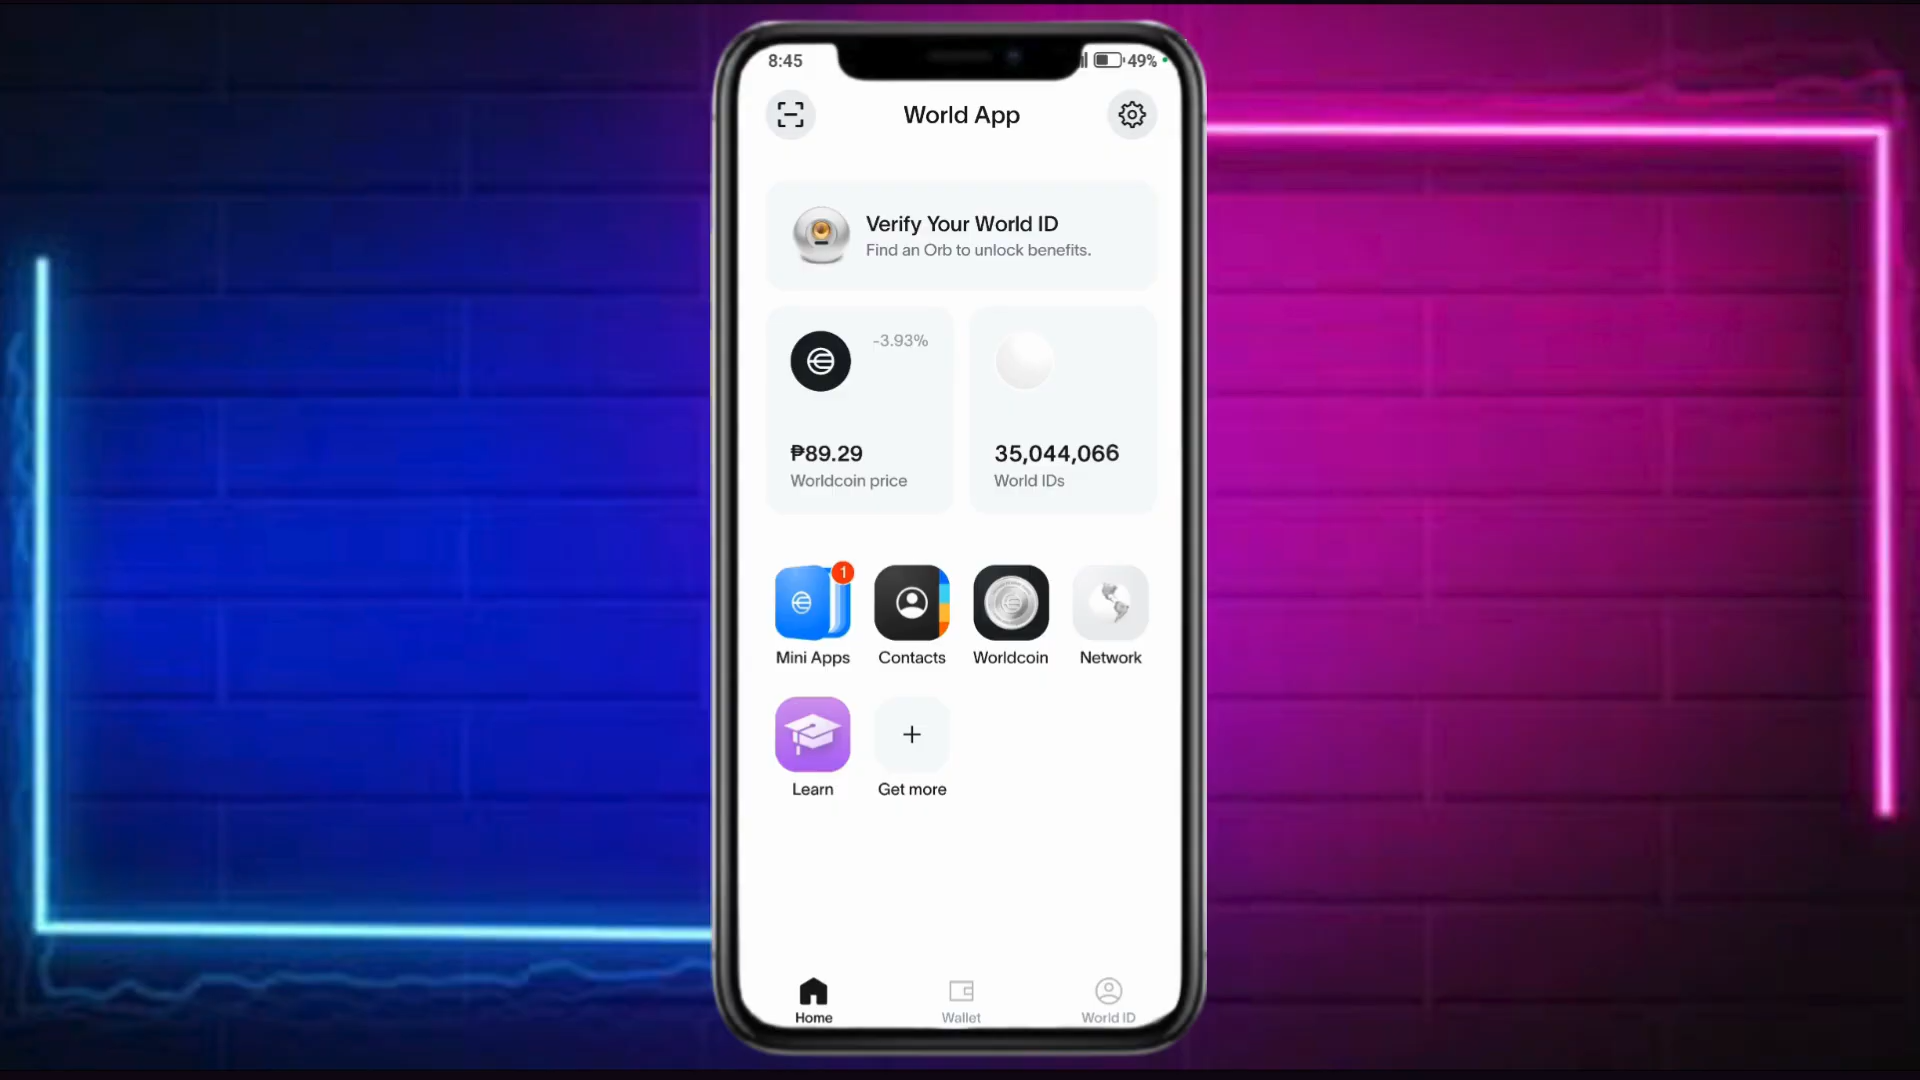 8:45
49%
World App
Verify Your World ID
Find an Orb to unlock benefits.
-3.93%
₱89.29
Worldcoin price
35,044,066
World IDs
1
Mini Apps
Contacts
Worldcoin
Network
Learn
Get more
Home
Wallet
World ID